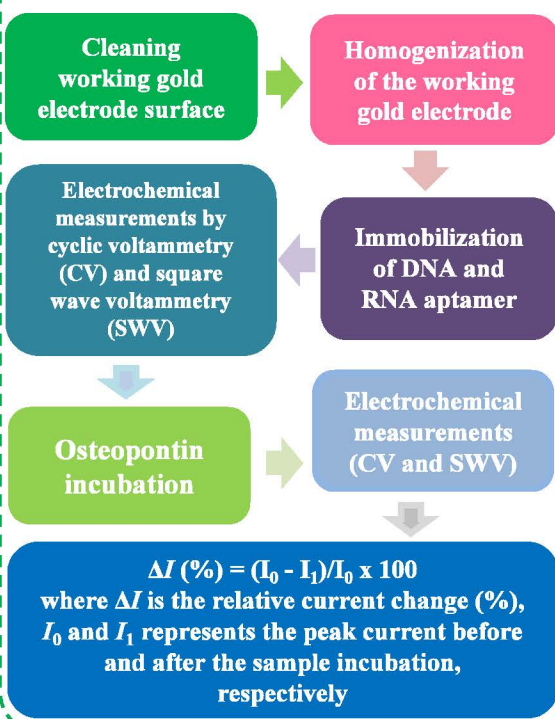 Cleaning
working gold
electrode surface
Homogenization
of the working
gold electrode
Immobilization
of DNA and
RNA aptamer
Electrochemical
measurements by
cyclic voltammetry
(CV) and square
wave voltammetry
(SWV)
Osteopontin
incubation
Electrochemical
measurements
(CV and SWV)
ΔI (%) = (I₀ - I₁)/I₀ x 100
where ΔI is the relative current change (%),
I₀ and I₁ represents the peak current before
and after the sample incubation,
respectively